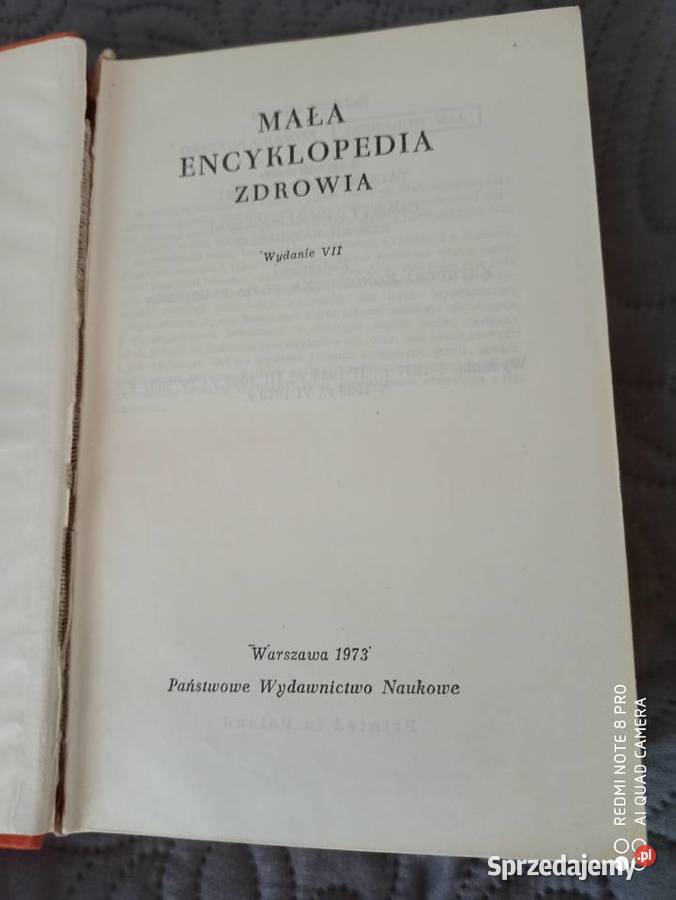 MAŁA
ENCYKLOPEDIA
ZDROWIA
Wydanie VII
Warszawa 1973
Państwowe Wydawnictwo Naukowe
Printed in Poland
REDMI NOTE 8 PRO
AI QUAD CAMERA
Sprzedajemy.pl